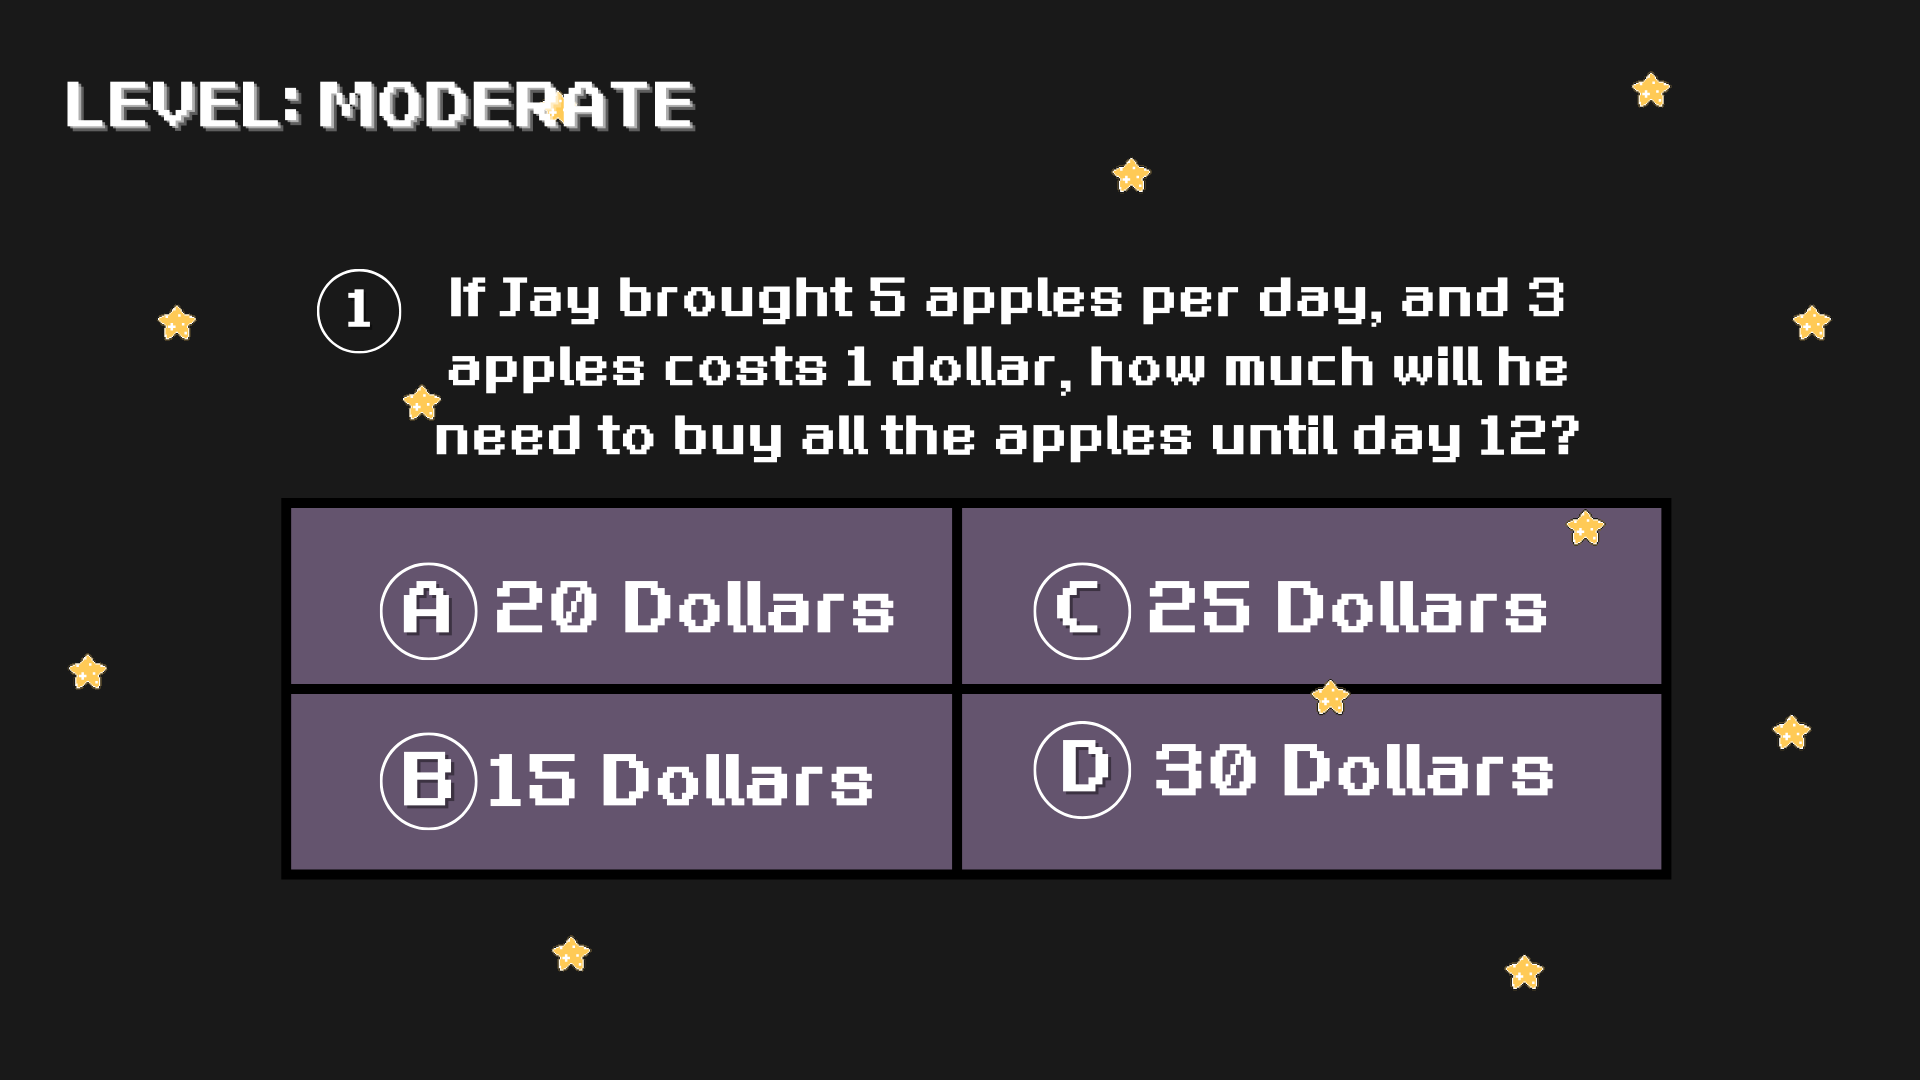 LEVEL: MODERATE
1
If Jay brought 5 apples per day, and 3
apples costs 1 dollar, how much will he
need to buy all the apples until day 12?
A 20 Dollars
C 25 Dollars
B 15 Dollars
D 30 Dollars